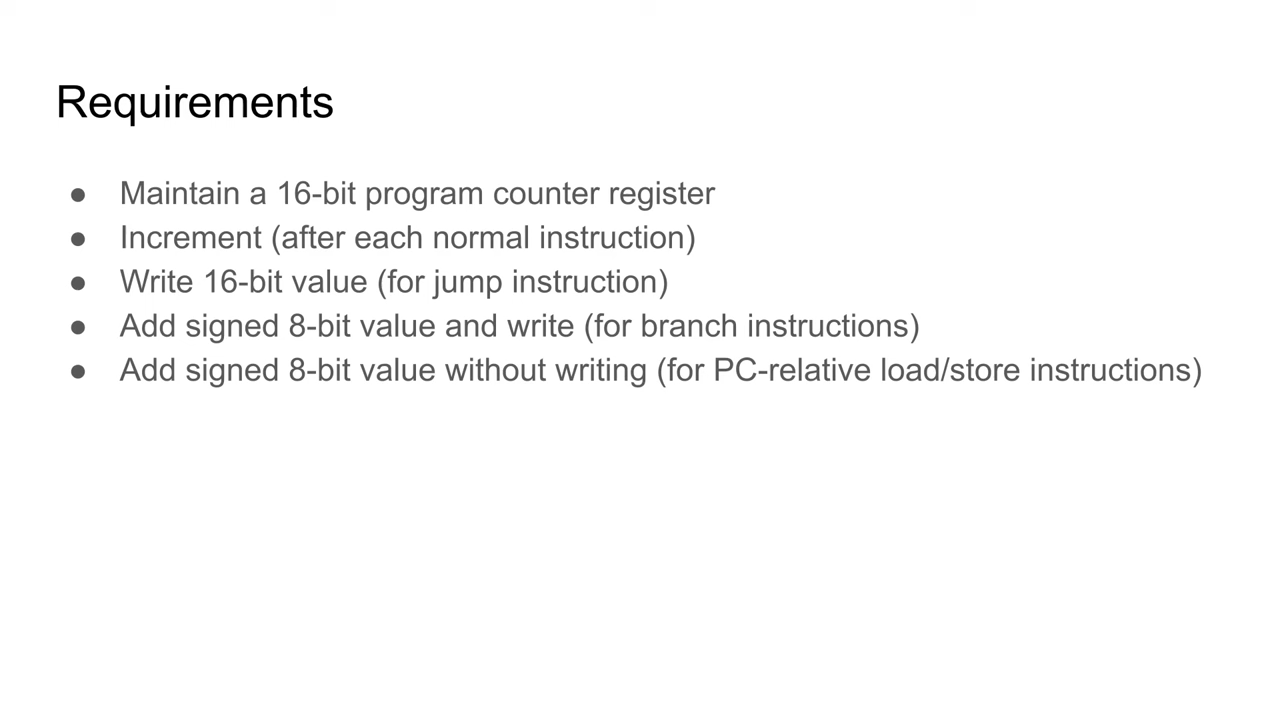 Requirements
● Maintain a 16-bit program counter register
● Increment (after each normal instruction)
● Write 16-bit value (for jump instruction)
● Add signed 8-bit value and write (for branch instructions)
● Add signed 8-bit value without writing (for PC-relative load/store instructions)